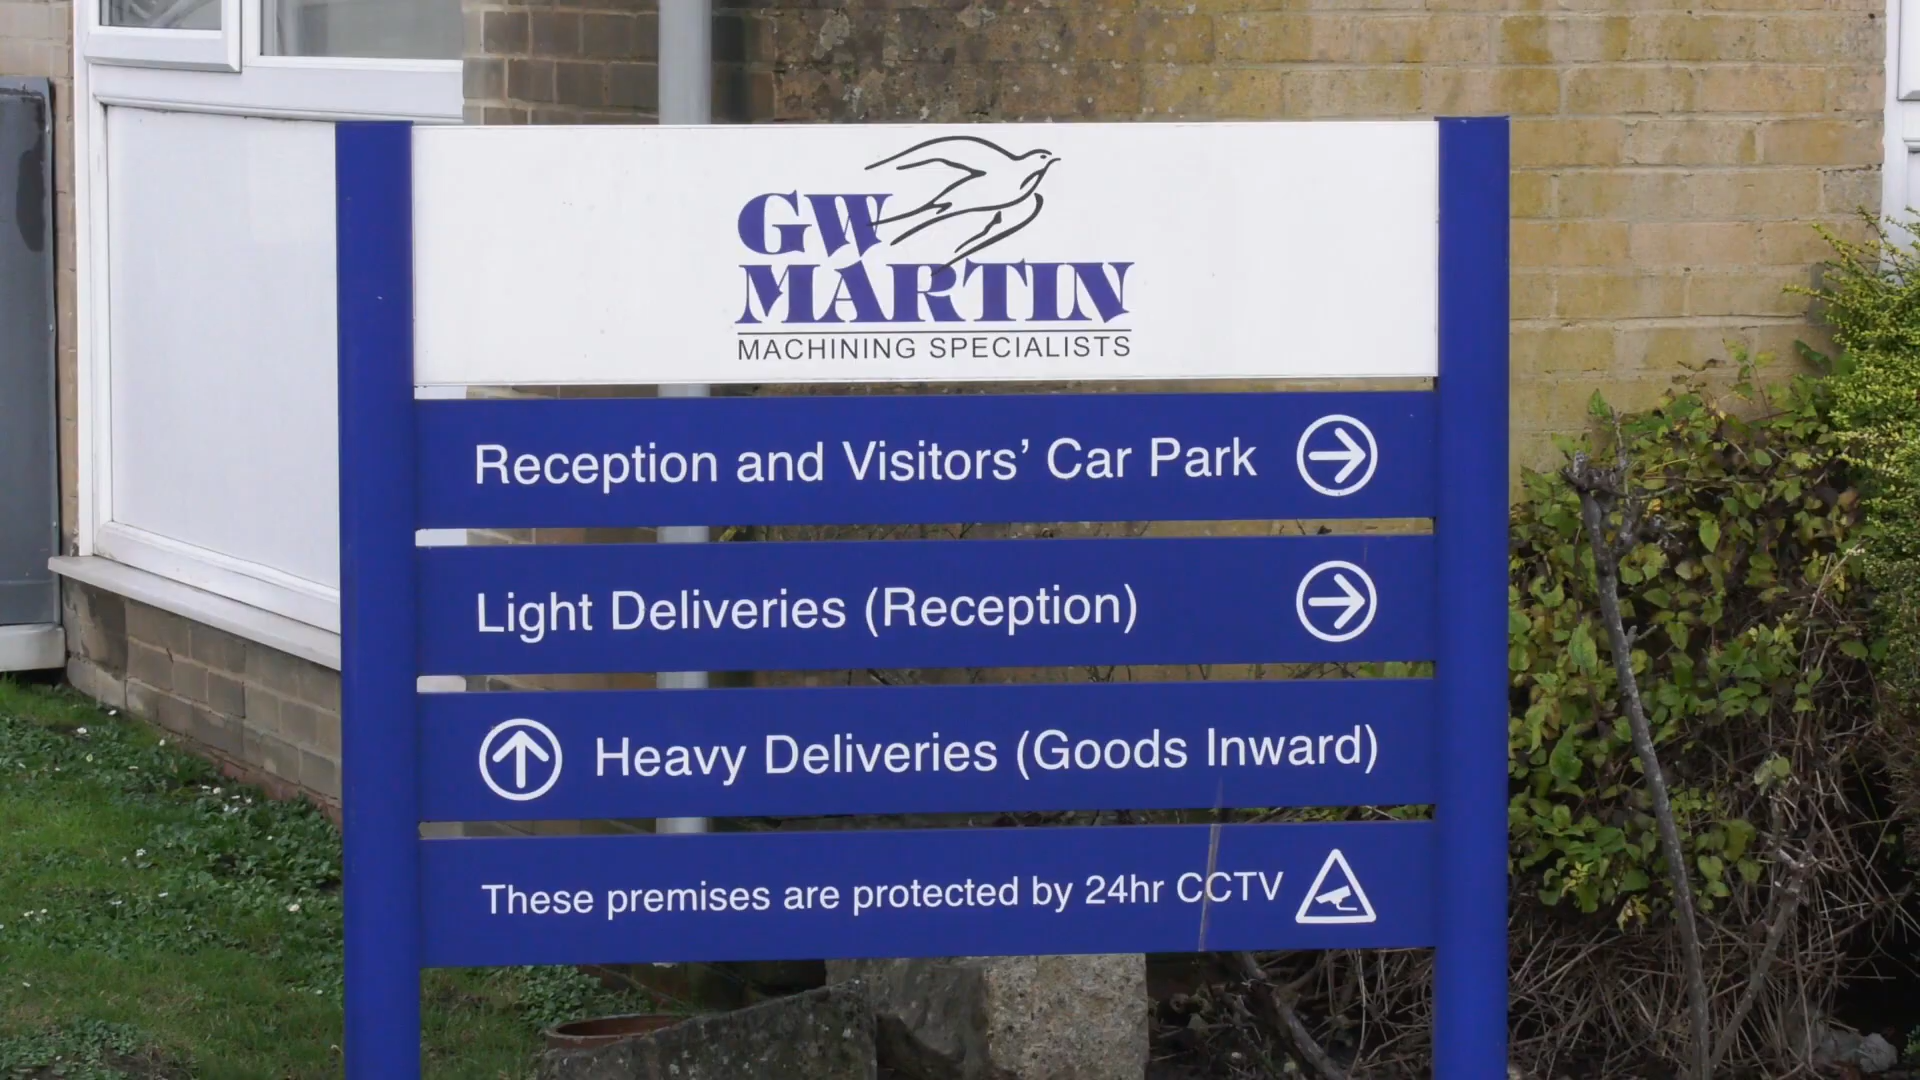 GW
MARTIN
MACHINING SPECIALISTS
Reception and Visitors’ Car Park
Light Deliveries (Reception)
Heavy Deliveries (Goods Inward)
These premises are protected by 24hr CCTV